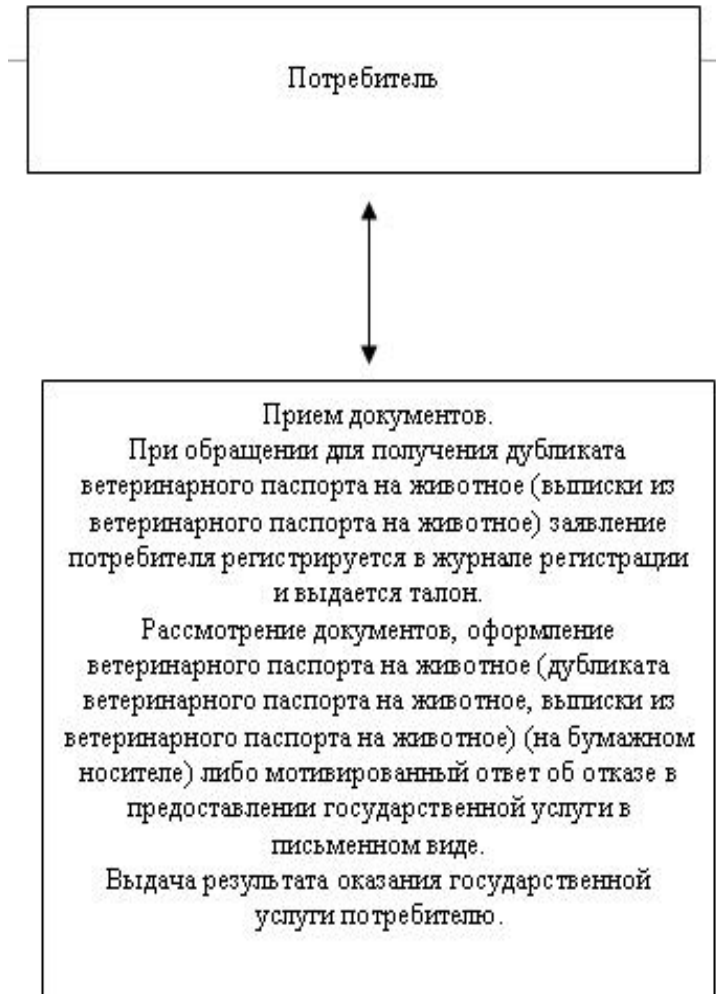 Потребитель
Прием документов.
При обращении для получения дубликата
ветеринарного паспорта на животное (выписки из
ветеринарного паспорта на животное) заявление
потребителя регистрируется в журнале регистрации
и выдается талон.
Рассмотрение документов, оформление
ветеринарного паспорта на животное (дубликата
ветеринарного паспорта на животное, выписки из
ветеринарного паспорта на животное) (на бумажном
носителе) либо мотивированный ответ об отказе в
предоставлении государственной услуги в
письменном виде.
Выдача результата оказания государственной
услуги потребителю.